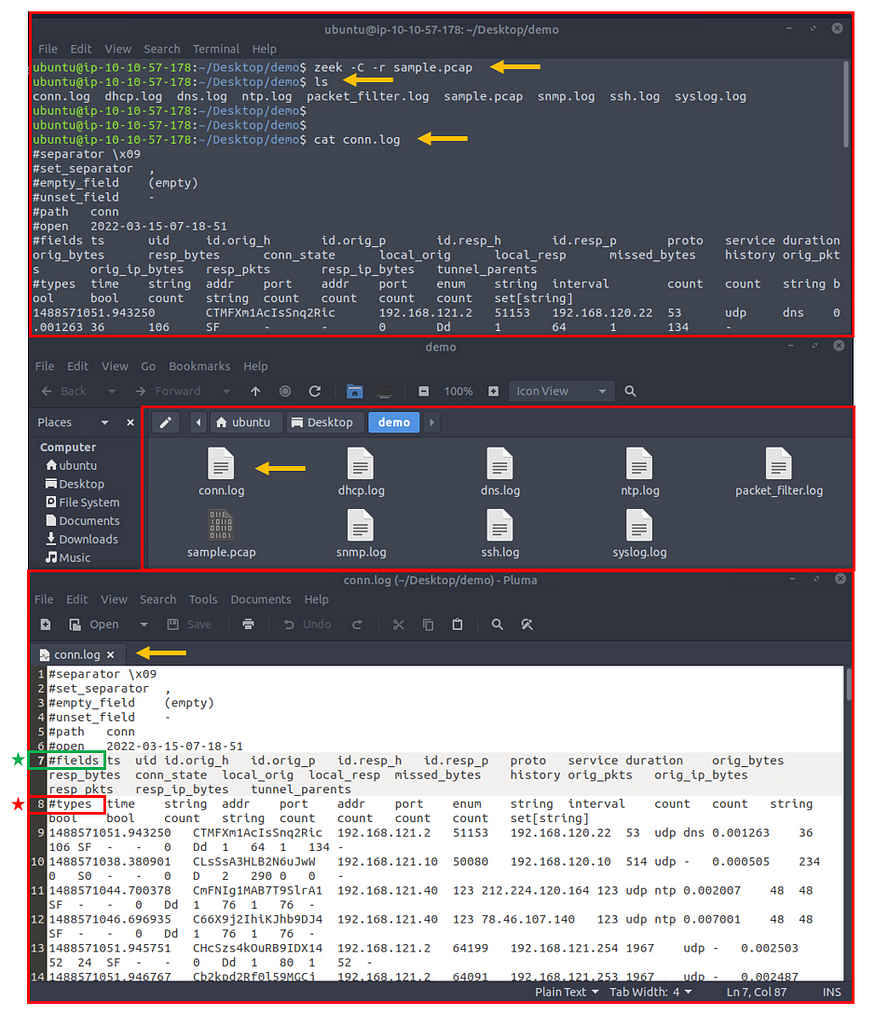 ubuntu@ip-10-10-57-178: ~/Desktop/demo
File Edit View Search Terminal Help
ubuntu@ip-10-10-57-178:~/Desktop/demo$ zeek -C -r sample.pcap
ubuntu@ip-10-10-57-178:~/Desktop/demo$ ls
conn.log dhcp.log dns.log ntp.log packet_filter.log sample.pcap snmp.log ssh.log syslog.log
ubuntu@ip-10-10-57-178:~/Desktop/demo$
ubuntu@ip-10-10-57-178:~/Desktop/demo$
ubuntu@ip-10-10-57-178:~/Desktop/demo$ cat conn.log
#separator \x09
#set_separator ,
#empty_field (empty)
#unset_field -
#path conn
#open 2022-03-15-07-18-51
#fields ts uid id.orig_h id.orig_p id.resp_h id.resp_p proto service duration
orig_bytes resp_bytes conn_state local_orig local_resp missed_bytes history orig_pkt
s orig_ip_bytes resp_pkts resp_ip_bytes tunnel_parents
#types time string addr port addr port enum string interval count count string b
ool bool count string count count count count set[string]
1488571051.943250 CTMFXm1AcIsSnq2Ric 192.168.121.2 51153 192.168.120.22 53 udp dns 0
.001263 36 106 SF - - 0 Dd 1 64 1 134 -
demo
File Edit View Go Bookmarks Help
Back Forward 100% Icon View
Places ubuntu Desktop demo
Computer
ubuntu
Desktop
File System
Documents
Downloads
Music
conn.log dhcp.log dns.log ntp.log packet_filter.log
sample.pcap snmp.log ssh.log syslog.log
conn.log (~/Desktop/demo) - Pluma
File Edit View Search Tools Documents Help
Open Save Undo
conn.log
1 #separator \x09
2 #set_separator ,
3 #empty_field (empty)
4 #unset_field -
5 #path conn
6 #open 2022-03-15-07-18-51
7 #fields ts uid id.orig_h id.orig_p id.resp_h id.resp_p proto service duration orig_bytes
resp_bytes conn_state local_orig local_resp missed_bytes history orig_pkts orig_ip_bytes
resp_pkts resp_ip_bytes tunnel_parents
8 #types time string addr port addr port enum string interval count count string
bool bool count string count count count count set[string]
9 1488571051.943250 CTMFXm1AcIsSnq2Ric 192.168.121.2 51153 192.168.120.22 53 udp dns 0.001263 36
106 SF - - 0 Dd 1 64 1 134 -
10 1488571038.380901 CLsSsA3HLB2N6uJwW 192.168.121.10 50080 192.168.120.10 514 udp - 0.000505 234
0 S0 - - 0 D 2 290 0 0 -
11 1488571044.700378 CmFNIg1MAB7T9SlrA1 192.168.121.40 123 212.224.120.164 123 udp ntp 0.002007 48 48
SF - - 0 Dd 1 76 1 76 -
12 1488571046.696935 C66X9j2IhiKJhb9DJ4 192.168.121.40 123 78.46.107.140 123 udp ntp 0.007001 48 48
SF - - 0 Dd 1 76 1 76 -
13 1488571051.945751 CHcSzs4kOuRB9IDX14 192.168.121.2 64199 192.168.121.254 1967 udp - 0.002503
52 24 SF - - 0 Dd 1 80 1 52 -
14 1488571051.946767 Cb2kpd2Rf0l59MGCj 192.168.121.2 64091 192.168.121.253 1967 udp - 0.002487
Plain Text Tab Width: 4 Ln 7, Col 87 INS